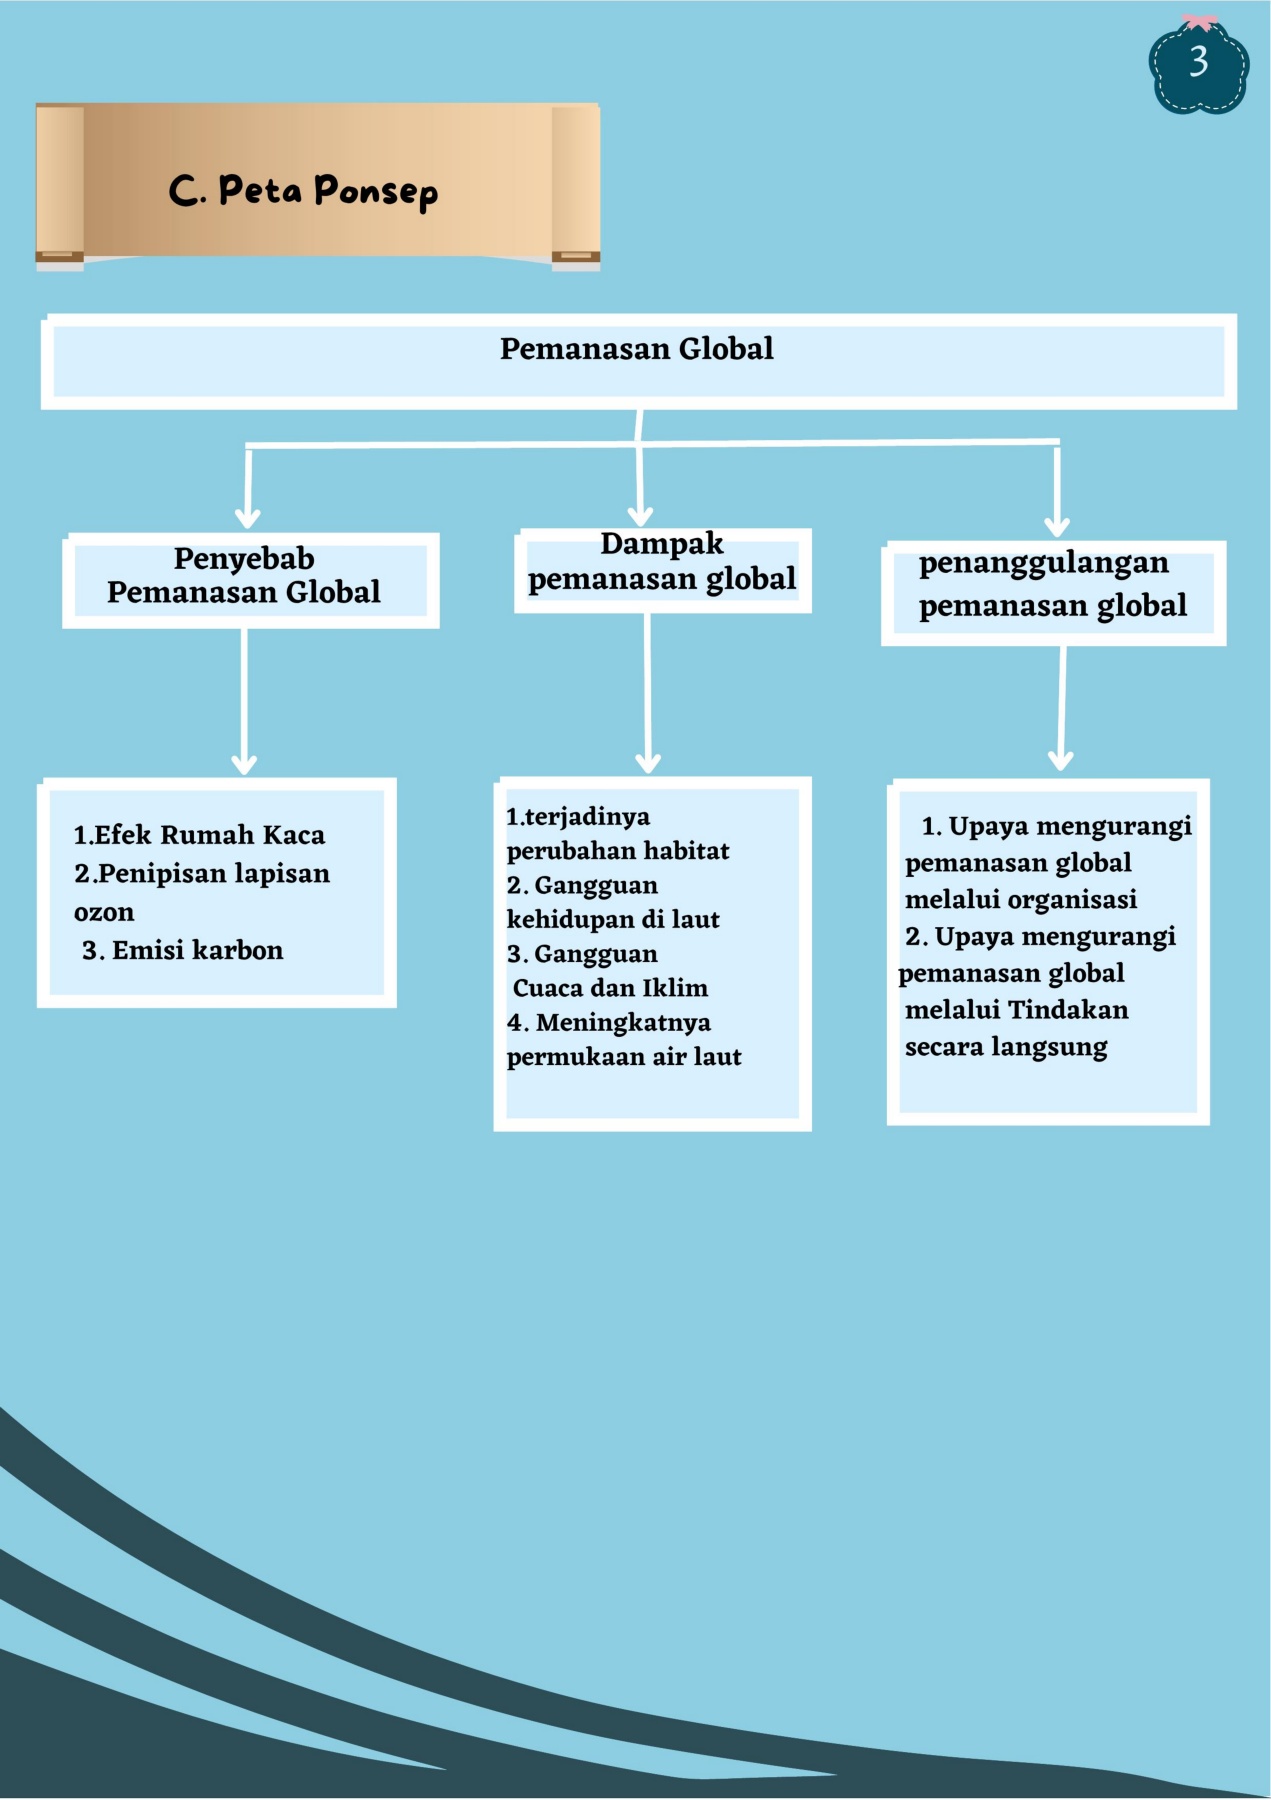 3
C. Peta Ponsep
Pemanasan Global
Penyebab
Pemanasan Global
Dampak
pemanasan global
penanggulangan
pemanasan global
1.Efek Rumah Kaca
2.Penipisan lapisan
ozon
3. Emisi karbon
1.terjadinya
perubahan habitat
2. Gangguan
kehidupan di laut
3. Gangguan
Cuaca dan Iklim
4. Meningkatnya
permukaan air laut
1. Upaya mengurangi
pemanasan global
melalui organisasi
2. Upaya mengurangi
pemanasan global
melalui Tindakan
secara langsung